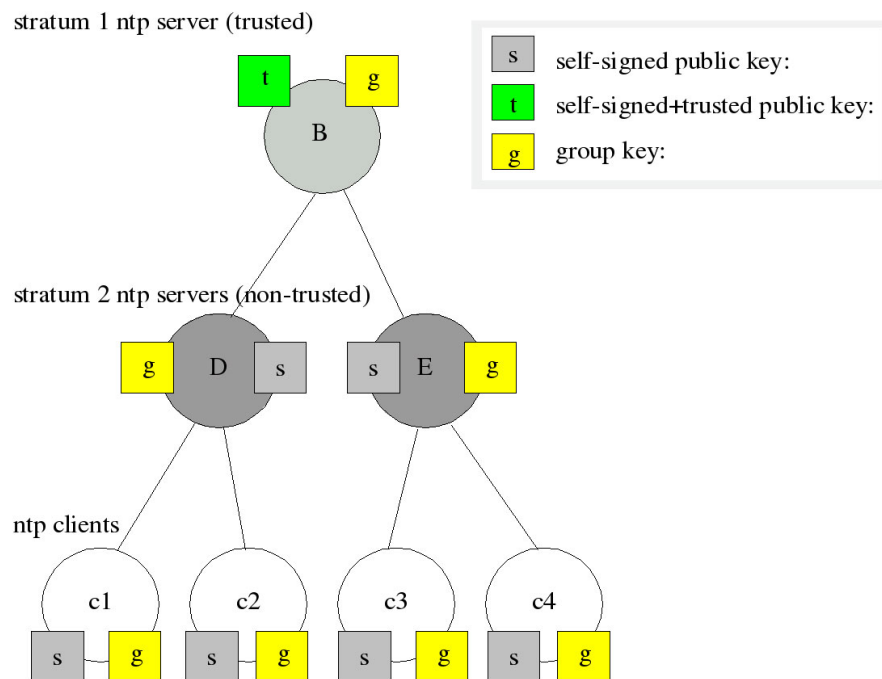 stratum 1 ntp server (trusted)
s self-signed public key:
t self-signed+trusted public key:
g group key:
t g
B
stratum 2 ntp servers (non-trusted)
g D s s E g
ntp clients
c1 c2 c3 c4
s g s g s g s g